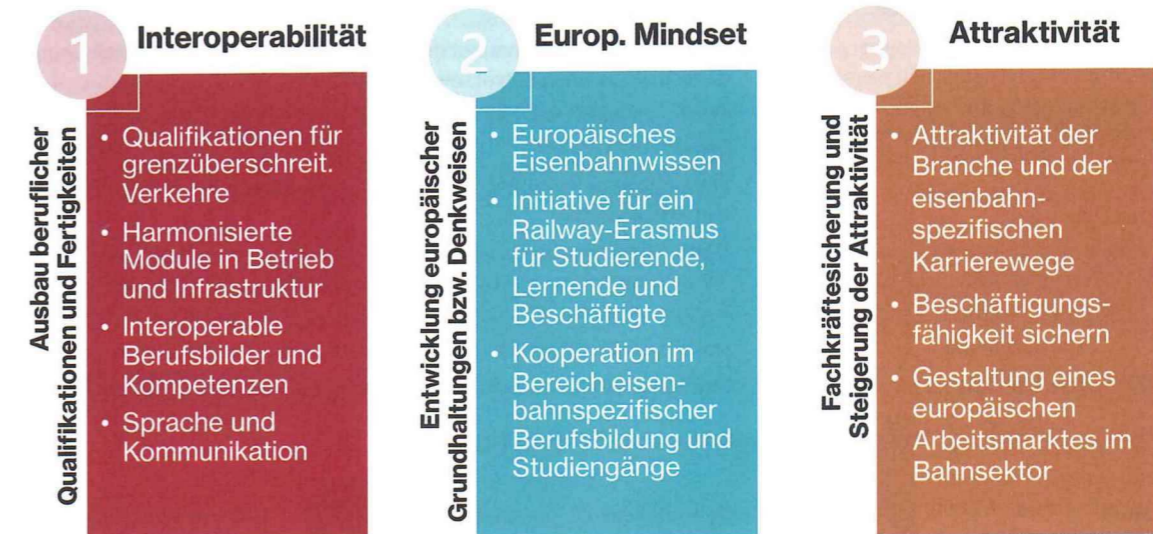 1
Interoperabilität
Ausbau beruflicher
Qualifikationen und Fertigkeiten
• Qualifikationen für
grenzüberschreit.
Verkehre
• Harmonisierte
Module in Betrieb
und Infrastruktur
• Interoperable
Berufsbilder und
Kompetenzen
• Sprache und
Kommunikation
2
Europ. Mindset
Entwicklung europäischer
Grundhaltungen bzw. Denkweisen
• Europäisches
Eisenbahnwissen
• Initiative für ein
Railway-Erasmus
für Studierende,
Lernende und
Beschäftigte
• Kooperation im
Bereich eisen-
bahnspezifischer
Berufsbildung und
Studiengänge
3
Attraktivität
Fachkräftesicherung und
Steigerung der Attraktivität
• Attraktivität der
Branche und der
eisenbahn-
spezifischen
Karrierewege
• Beschäftigungs-
fähigkeit sichern
• Gestaltung eines
europäischen
Arbeitsmarktes im
Bahnsektor